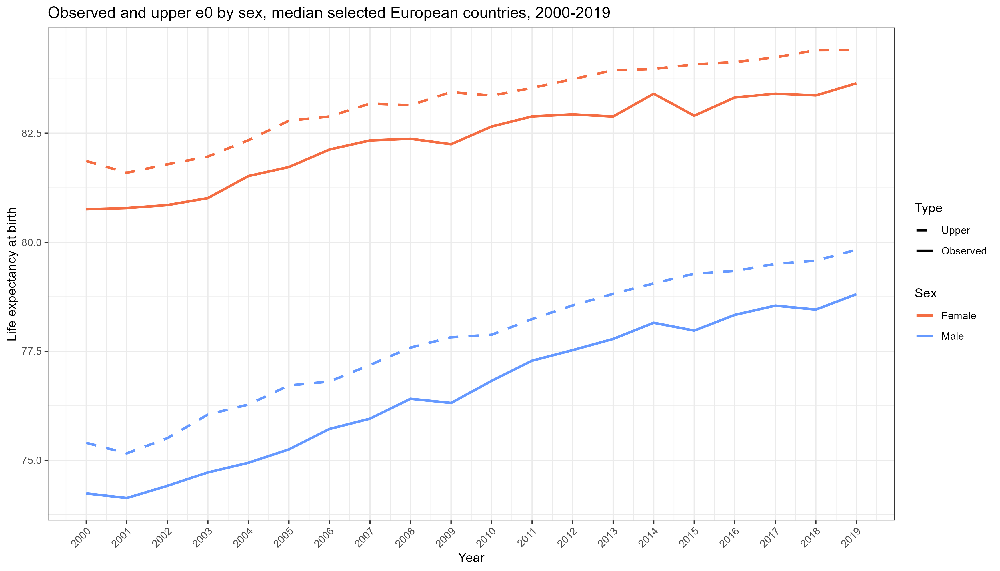 Observed and upper e0 by sex, median selected European countries, 2000-2019
Life expectancy at birth
82.5
80.0
77.5
75.0
2000 2001 2002 2003 2004 2005 2006 2007 2008 2009 2010 2011 2012 2013 2014 2015 2016 2017 2018 2019
Year
Type
Upper
Observed
Sex
Female
Male